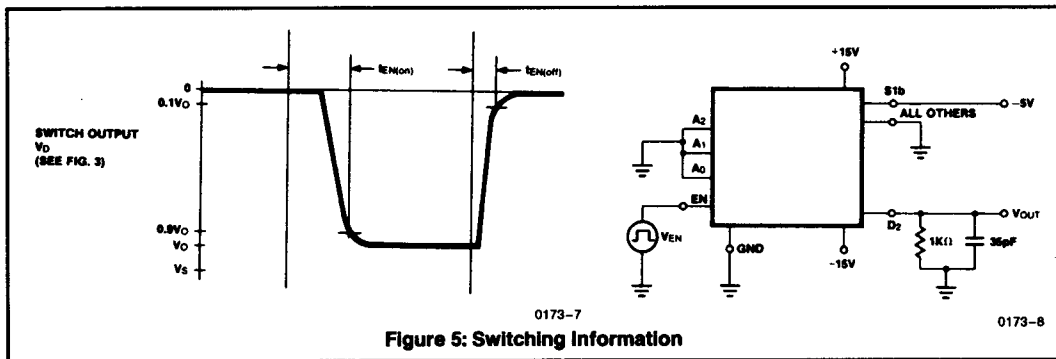 tEN(on)
tEN(off)
0
0.1VO
SWITCH OUTPUT
VD
(SEE FIG. 3)
0.9VO
VO
VS
0173–7
+15V
S1b
–5V
ALL OTHERS
A2
A1
A0
EN
VEN
GND
–15V
D2
VOUT
1KΩ
35pF
0173–8
Figure 5: Switching Information